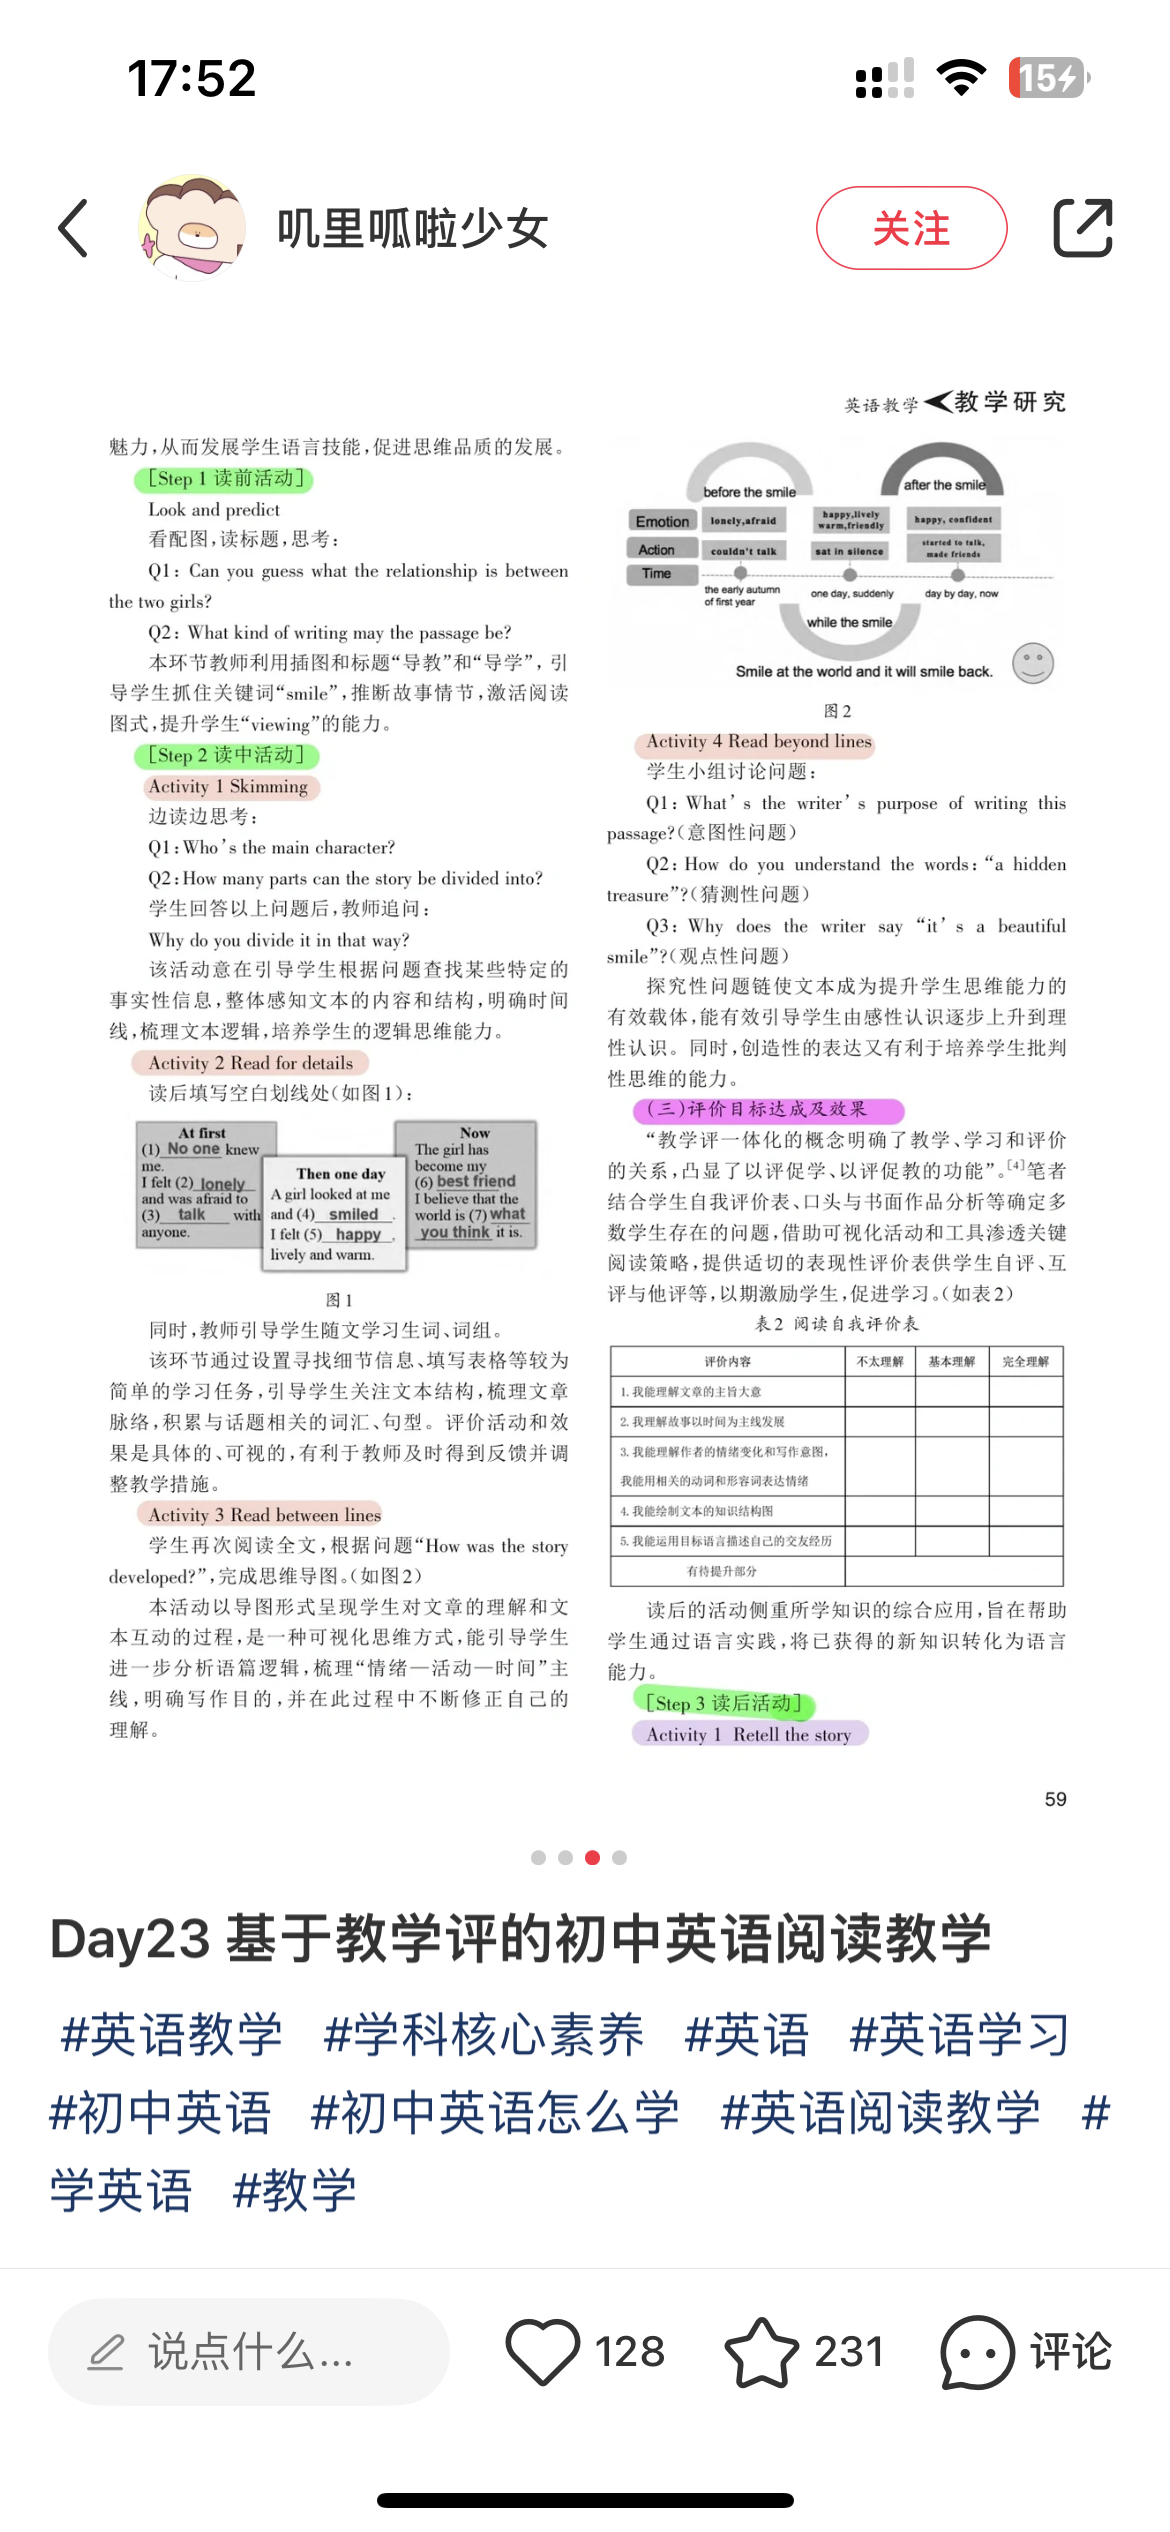 17:52
15
叽里呱啦少女
关注
英语教学 教学研究
魅力,从而发展学生语言技能,促进思维品质的发展。
[Step 1 读前活动]
Look and predict
看配图,读标题,思考:
Q1: Can you guess what the relationship is between
the two girls?
Q2: What kind of writing may the passage be?
本环节教师利用插图和标题“导教”和“导学”,引
导学生抓住关键词“smile”,推断故事情节,激活阅读
图式,提升学生“viewing”的能力。
[Step 2 读中活动]
Activity 1 Skimming
边读边思考:
Q1:Who's the main character?
Q2:How many parts can the story be divided into?
学生回答以上问题后,教师追问:
Why do you divide it in that way?
该活动意在引导学生根据问题查找某些特定的
事实性信息,整体感知文本的内容和结构,明确时间
线,梳理文本逻辑,培养学生的逻辑思维能力。
Activity 2 Read for details
读后填写空白划线处(如图1):
At first
(1) No one knew
me.
I felt (2) lonely
and was afraid to
(3) talk with
anyone.
Then one day
A girl looked at me
and (4) smiled .
I felt (5) happy ,
lively and warm.
Now
The girl has
become my
(6) best friend
I believe that the
world is (7) what
you think it is.
图1
同时,教师引导学生随文学习生词、词组。
该环节通过设置寻找细节信息、填写表格等较为
简单的学习任务,引导学生关注文本结构,梳理文章
脉络,积累与话题相关的词汇、句型。评价活动和效
果是具体的、可视的,有利于教师及时得到反馈并调
整教学措施。
Activity 3 Read between lines
学生再次阅读全文,根据问题“How was the story
developed?”,完成思维导图。(如图2)
本活动以导图形式呈现学生对文章的理解和文
本互动的过程,是一种可视化思维方式,能引导学生
进一步分析语篇逻辑,梳理“情绪—活动—时间”主
线,明确写作目的,并在此过程中不断修正自己的
理解。
before the smile
after the smile
Emotion lonely,afraid happy,lively warm,friendly happy, confident
Action couldn't talk sat in silence started to talk, made friends
Time
the early autumn of first year
one day, suddenly
day by day, now
while the smile
Smile at the world and it will smile back.
图2
Activity 4 Read beyond lines
学生小组讨论问题:
Q1: What's the writer's purpose of writing this
passage?(意图性问题)
Q2: How do you understand the words: “a hidden
treasure”?(猜测性问题)
Q3: Why does the writer say “it's a beautiful
smile”?(观点性问题)
探究性问题链使文本成为提升学生思维能力的
有效载体,能有效引导学生由感性认识逐步上升到理
性认识。同时,创造性的表达又有利于培养学生批判
性思维的能力。
(三)评价目标达成及效果
“教学评一体化的概念明确了教学、学习和评价
的关系,凸显了以评促学、以评促教的功能”。[4]笔者
结合学生自我评价表、口头与书面作品分析等确定多
数学生存在的问题,借助可视化活动和工具渗透关键
阅读策略,提供适切的表现性评价表供学生自评、互
评与他评等,以期激励学生,促进学习。(如表2)
表2 阅读自我评价表
评价内容 不太理解 基本理解 完全理解
1.我能理解文章的主旨大意
2.我理解故事以时间为主线发展
3.我能理解作者的情绪变化和写作意图,
我能用相关的动词和形容词表达情绪
4.我能绘制文本的知识结构图
5.我能运用目标语言描述自己的交友经历
有待提升部分
读后的活动侧重所学知识的综合应用,旨在帮助
学生通过语言实践,将已获得的新知识转化为语言
能力。
[Step 3 读后活动]
Activity 1 Retell the story
59
Day23 基于教学评的初中英语阅读教学
#英语教学 #学科核心素养 #英语 #英语学习
#初中英语 #初中英语怎么学 #英语阅读教学 #
学英语 #教学
说点什么...
128
231
评论